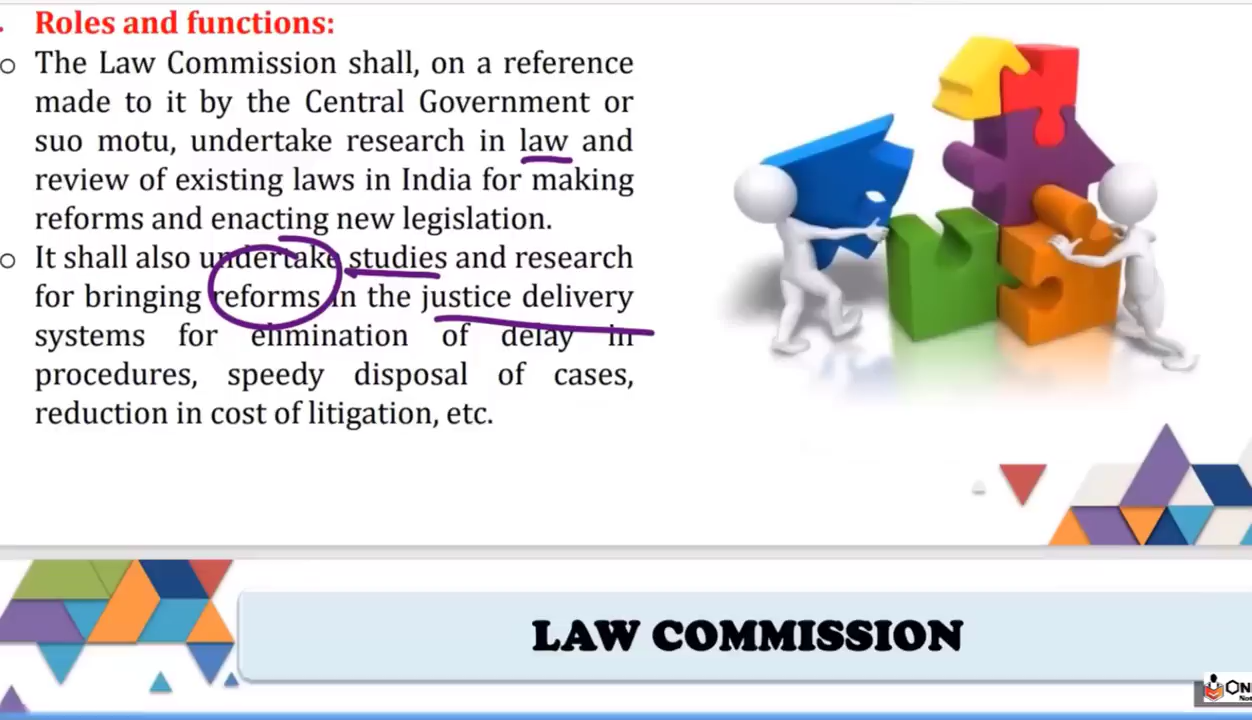 Roles and functions:
o The Law Commission shall, on a reference
made to it by the Central Government or
suo motu, undertake research in law and
review of existing laws in India for making
reforms and enacting new legislation.
o It shall also undertake studies and research
for bringing reforms in the justice delivery
systems for elimination of delay in
procedures, speedy disposal of cases,
reduction in cost of litigation, etc.
LAW COMMISSION